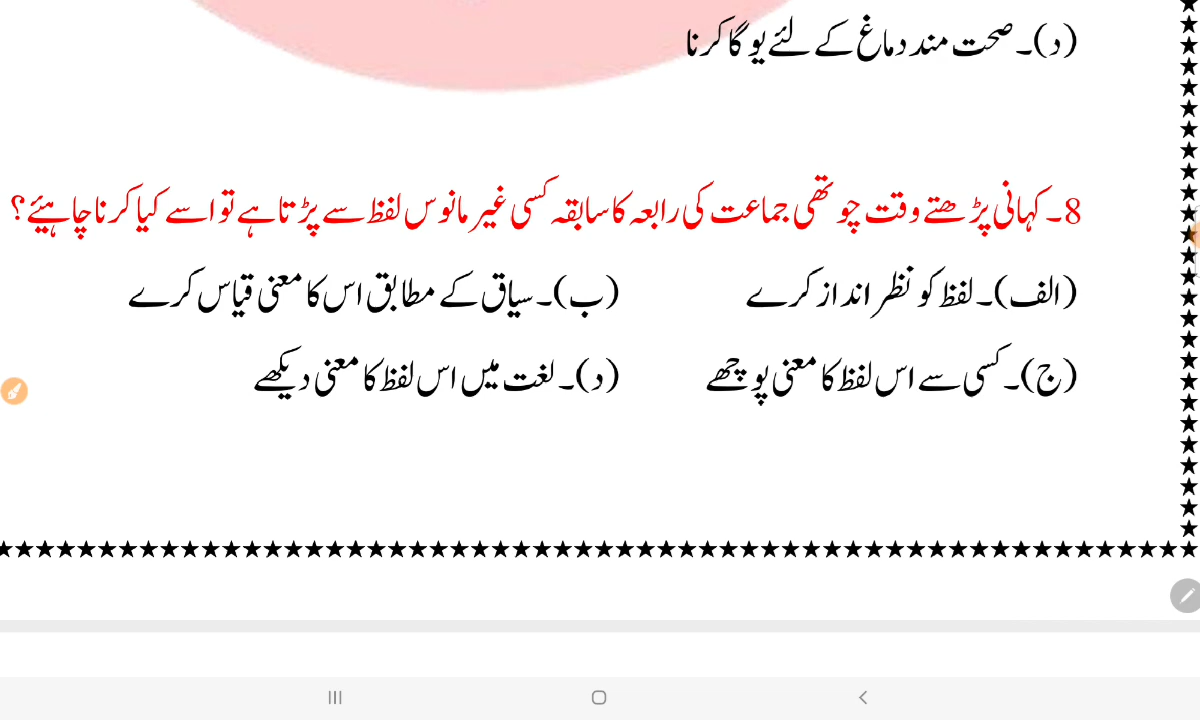 (د)۔ صحت مند دماغ کے لئے یوگا کرنا
8۔ کہانی پڑھتے وقت چوتھی جماعت کی رابعہ کا سابقہ کسی غیر مانوس لفظ سے پڑتا ہے تو اسے کیا کرنا چاہیئے؟
(الف)۔ لفظ کو نظر انداز کرے (ب)۔ سیاق کے مطابق اس کا معنی قیاس کرے
(ج)۔ کسی سے اس لفظ کا معنی پوچھے (د)۔ لغت میں اس لفظ کا معنی دیکھے